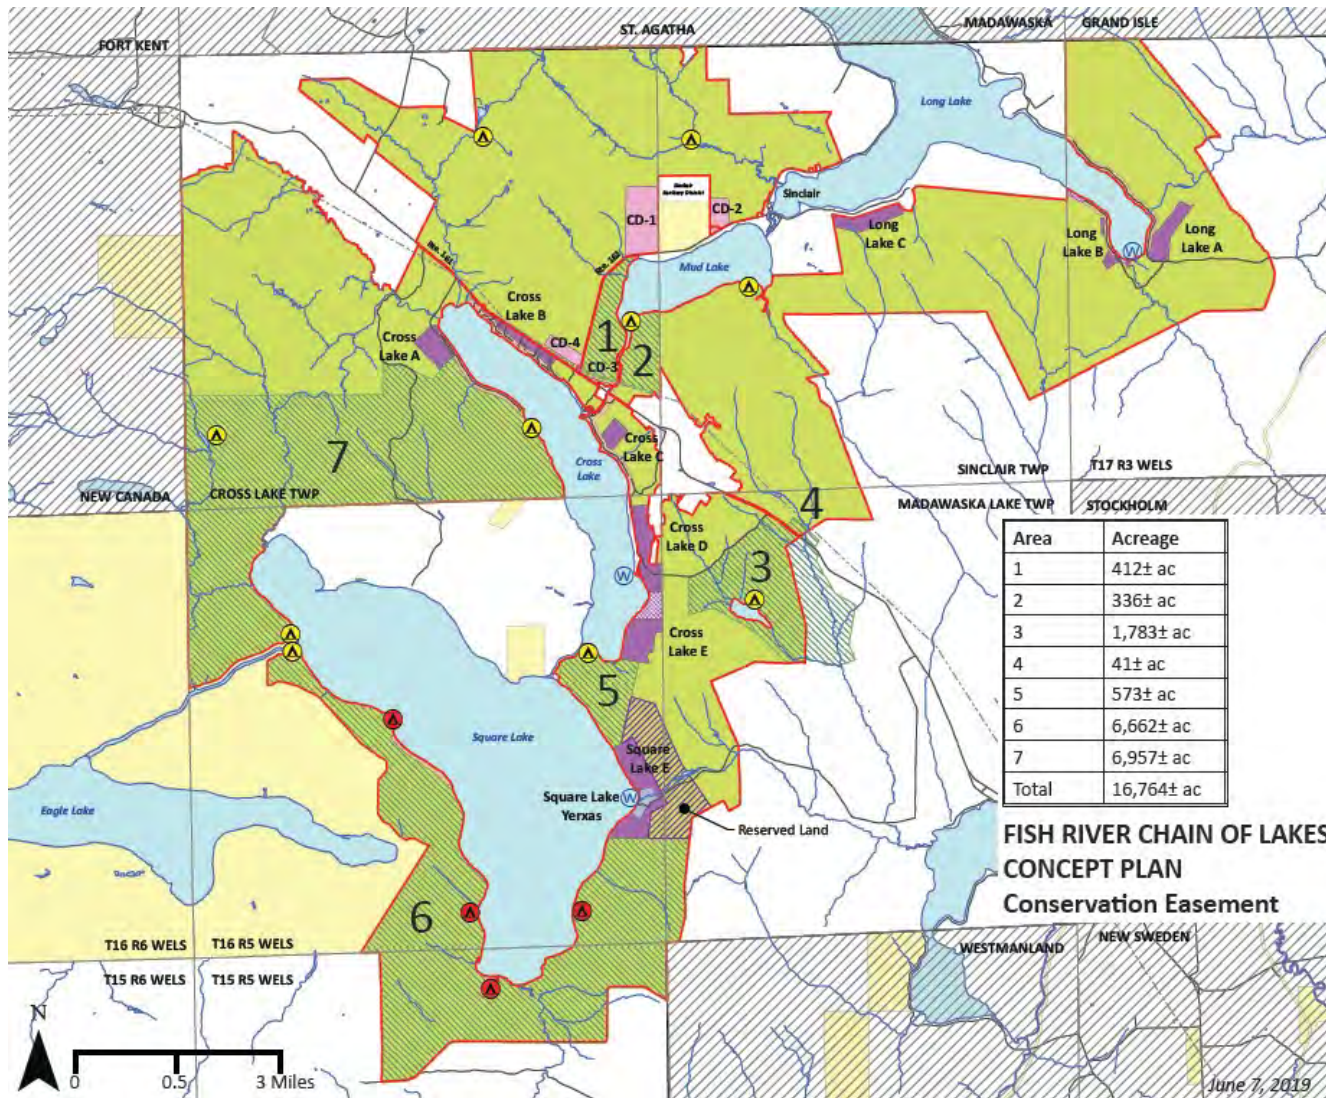 FORT KENT
ST. AGATHA
MADAWASKA
GRAND ISLE
Long Lake
Sinclair
CD-1
CD-2
Long
Lake C
Long
Lake B
Long
Lake A
W
Rte. 161
Rte. 162
Mud Lake
Cross
Lake B
Cross
Lake A
CD-4
1
2
CD-3
7
Cross
Lake C
Cross
Lake
NEW CANADA
CROSS LAKE TWP
SINCLAIR TWP
T17 R3 WELS
4
MADAWASKA LAKE TWP
STOCKHOLM
Cross
Lake D
3
W
Cross
Lake E
5
Square Lake
Square
Lake E
Square Lake
Yerxas
W
Reserved Land
Eagle Lake
6
T16 R6 WELS
T16 R5 WELS
T15 R6 WELS
T15 R5 WELS
WESTMANLAND
NEW SWEDEN
Area Acreage
1 412± ac
2 336± ac
3 1,783± ac
4 41± ac
5 573± ac
6 6,662± ac
7 6,957± ac
Total 16,764± ac
FISH RIVER CHAIN OF LAKES
CONCEPT PLAN
Conservation Easement
N
0 0.5 3 Miles
June 7, 2019